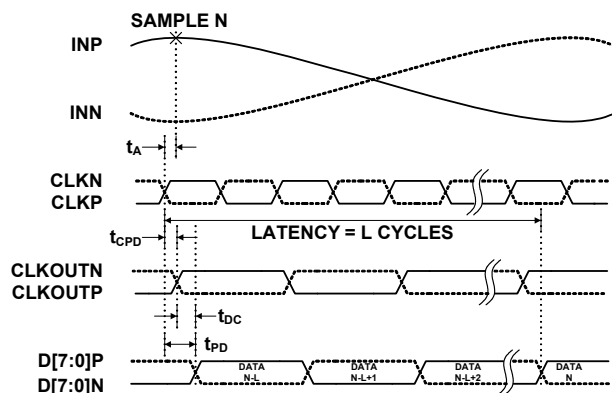 SAMPLE N
INP
INN
tA
CLKN
CLKP
LATENCY = L CYCLES
tCPD
CLKOUTN
CLKOUTP
tDC
tPD
D[7:0]P
D[7:0]N
DATA
N-L
DATA
N-L+1
DATA
N-L+2
DATA
N